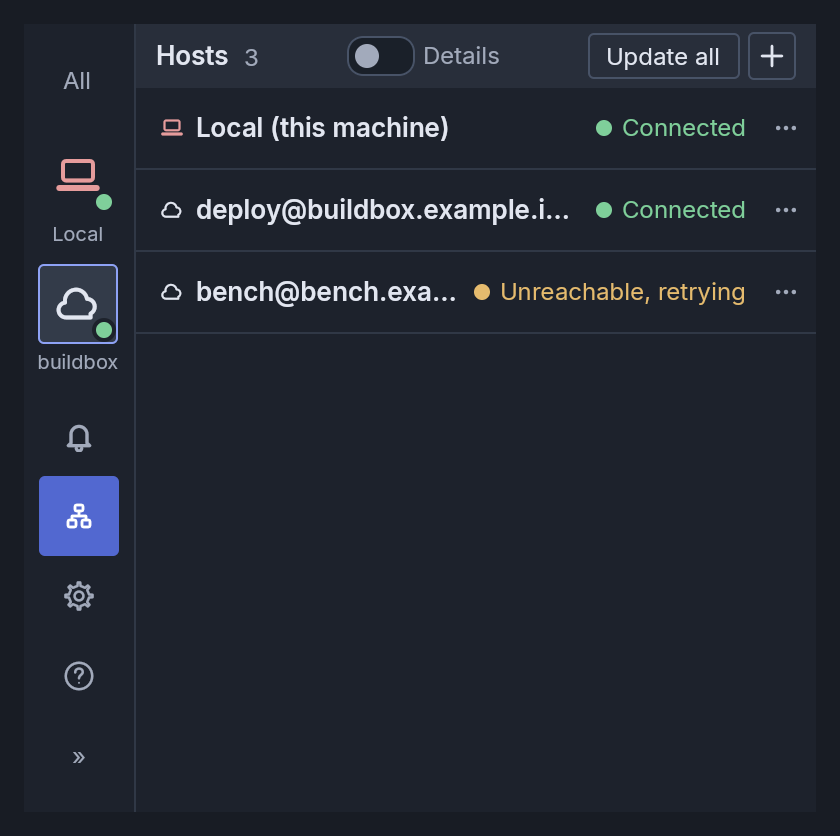 All
Local
buildbox
»
Hosts 3 Details Update all
Local (this machine) Connected
deploy@buildbox.example.i... Connected
bench@bench.exa... Unreachable, retrying